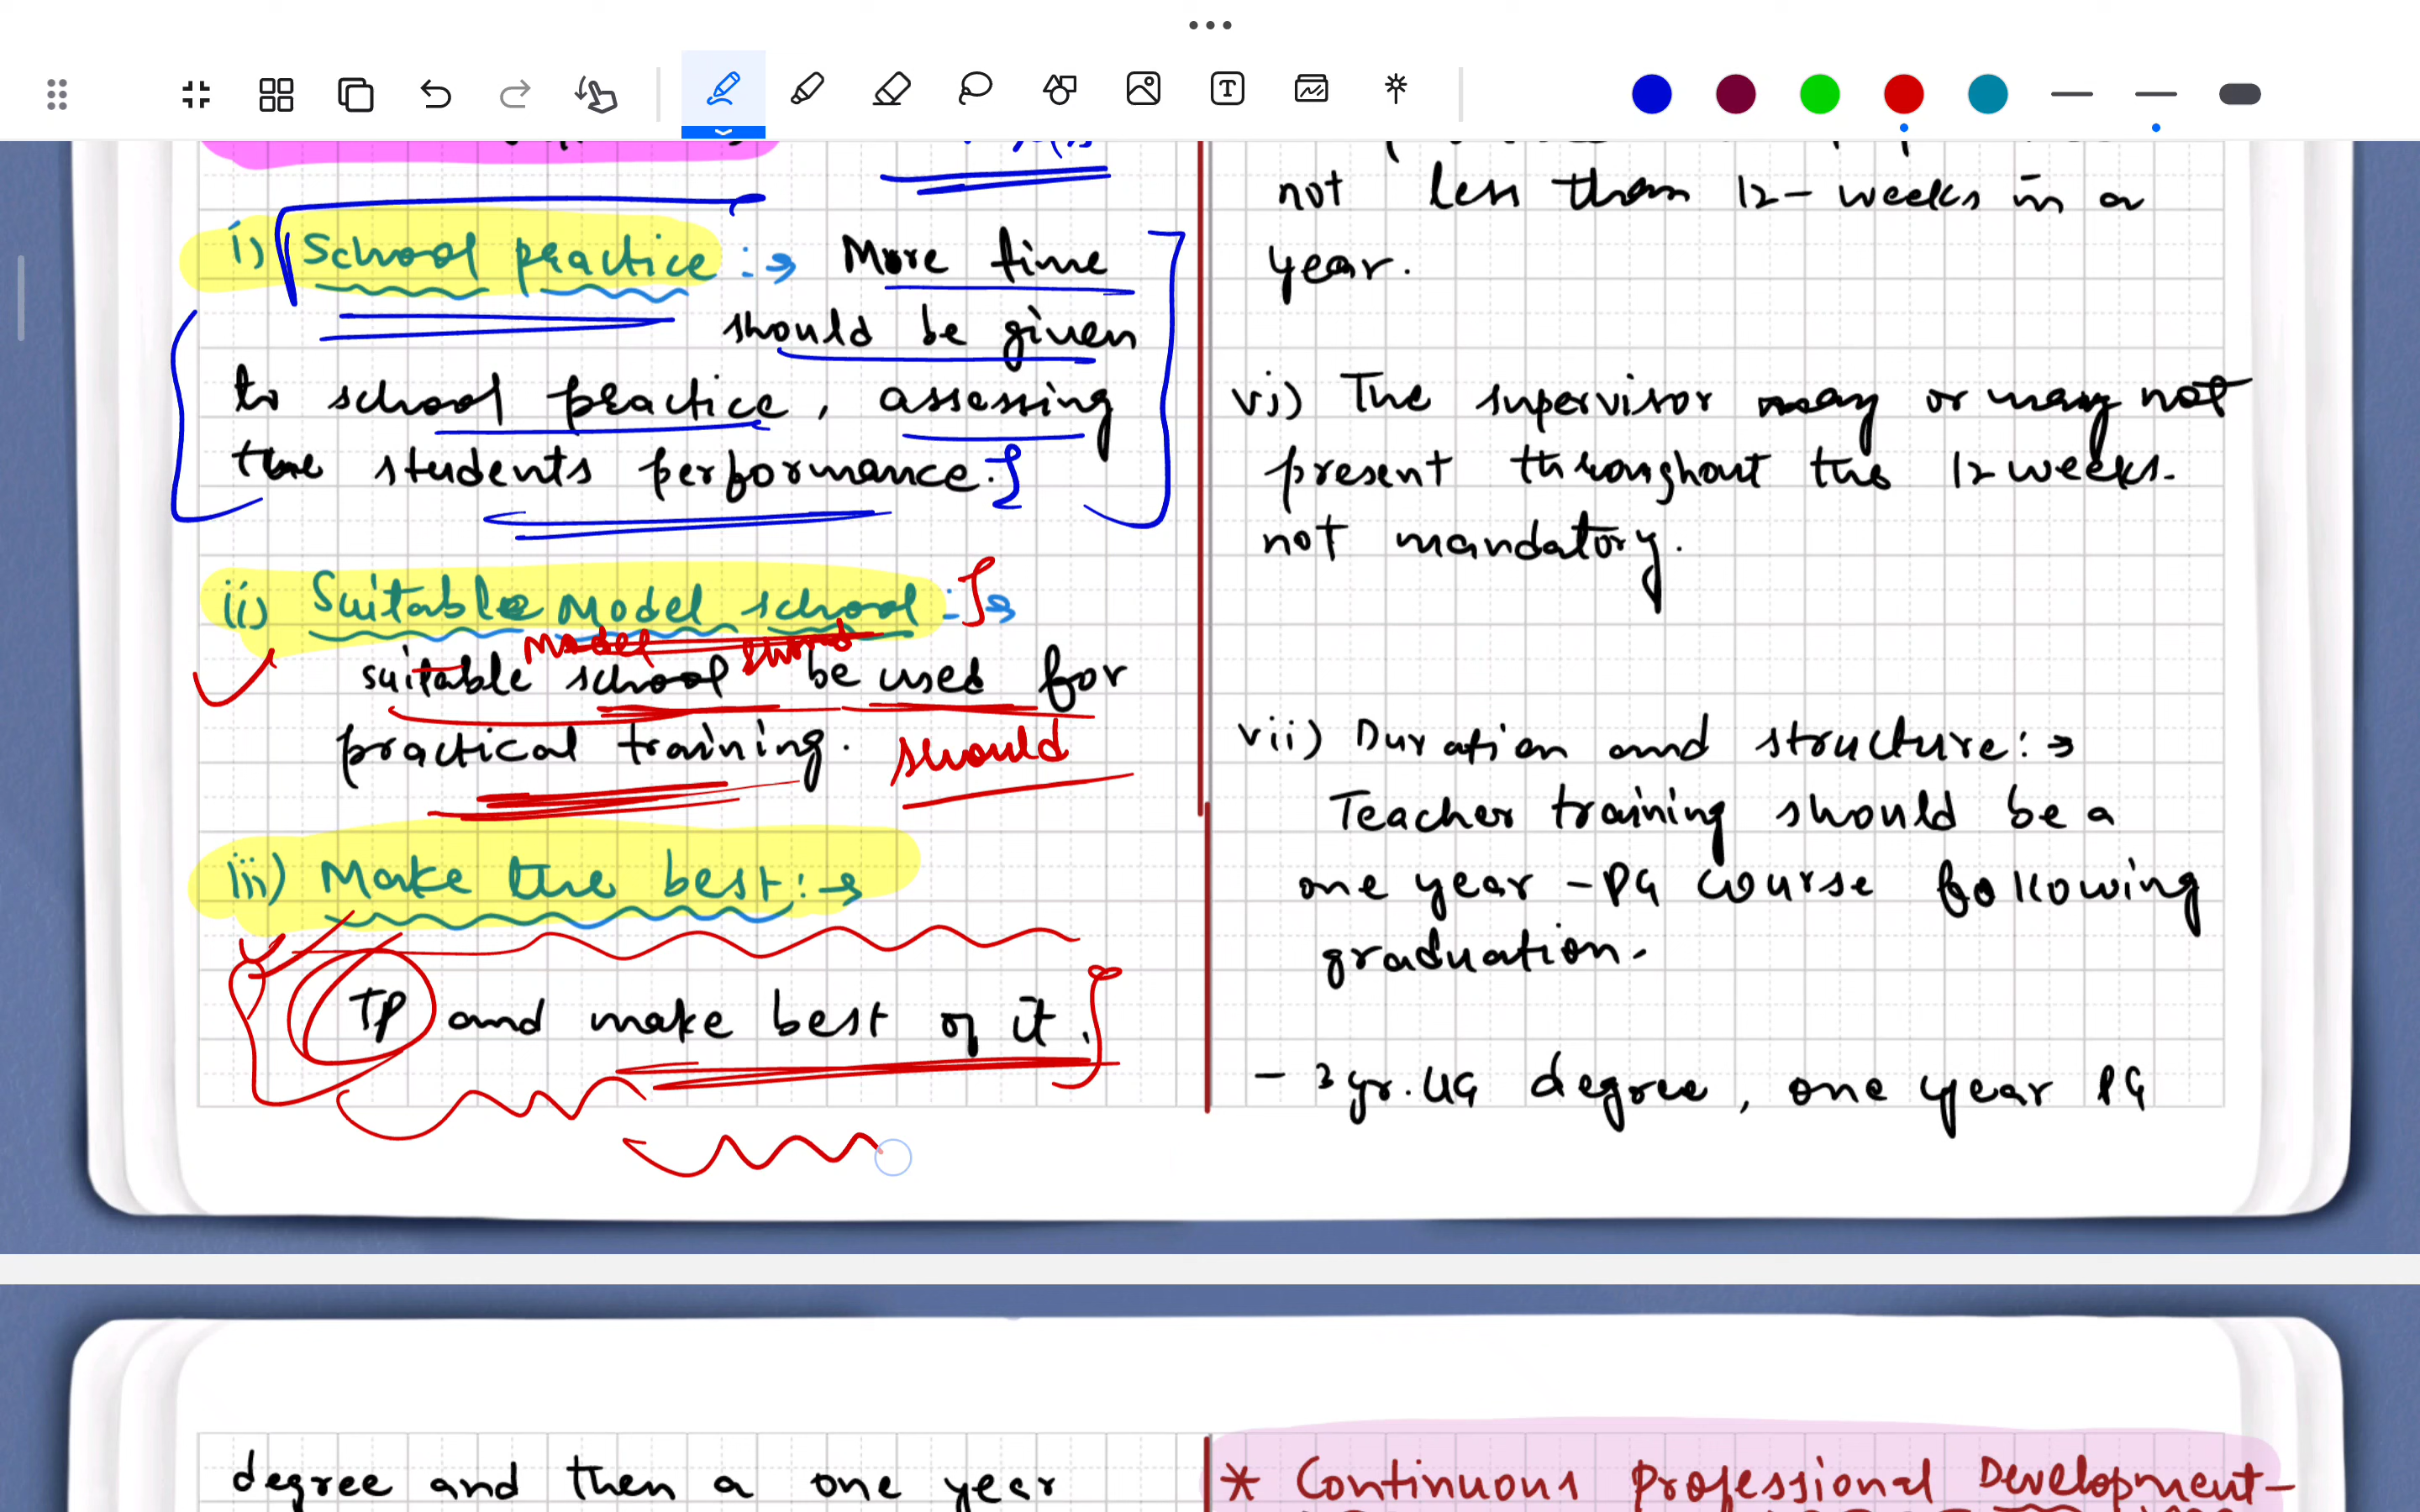 i) School practice :→ More time
should be given
to school practice, assessing
the students performance.
ii) Suitable Model school :→
Model should
suitable school be used for
practical training. should
iii) Make the best :→
TP and make best of it.
not less than 12- weeks in a
year.
vi) The supervisor may or may not
present throughout the 12 weeks.
not mandatory.
vii) Duration and structure :→
Teacher training should be a
one year - PG course following
graduation.
- 3 yr. UG degree, one year PG
degree and then a one year
* Continuous Professional Development-